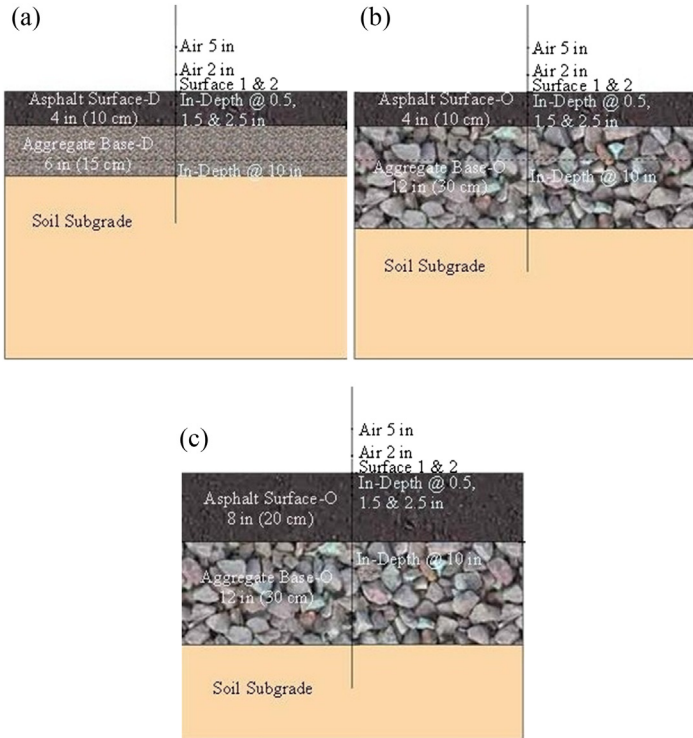 (a)
Air 5 in
Air 2 in
Surface 1 & 2
Asphalt Surface-D
4 in (10 cm)
In-Depth @ 0.5,
1.5 & 2.5 in
Aggregate Base-D
6 in (15 cm)
In-Depth @ 10 in
Soil Subgrade
(b)
Air 5 in
Air 2 in
Surface 1 & 2
Asphalt Surface-O
4 in (10 cm)
In-Depth @ 0.5,
1.5 & 2.5 in
Aggregate Base-O
12 in (30 cm)
In-Depth @ 10 in
Soil Subgrade
(c)
Air 5 in
Air 2 in
Surface 1 & 2
Asphalt Surface-O
8 in (20 cm)
In-Depth @ 0.5,
1.5 & 2.5 in
In-Depth @ 10 in
Aggregate Base-O
12 in (30 cm)
Soil Subgrade